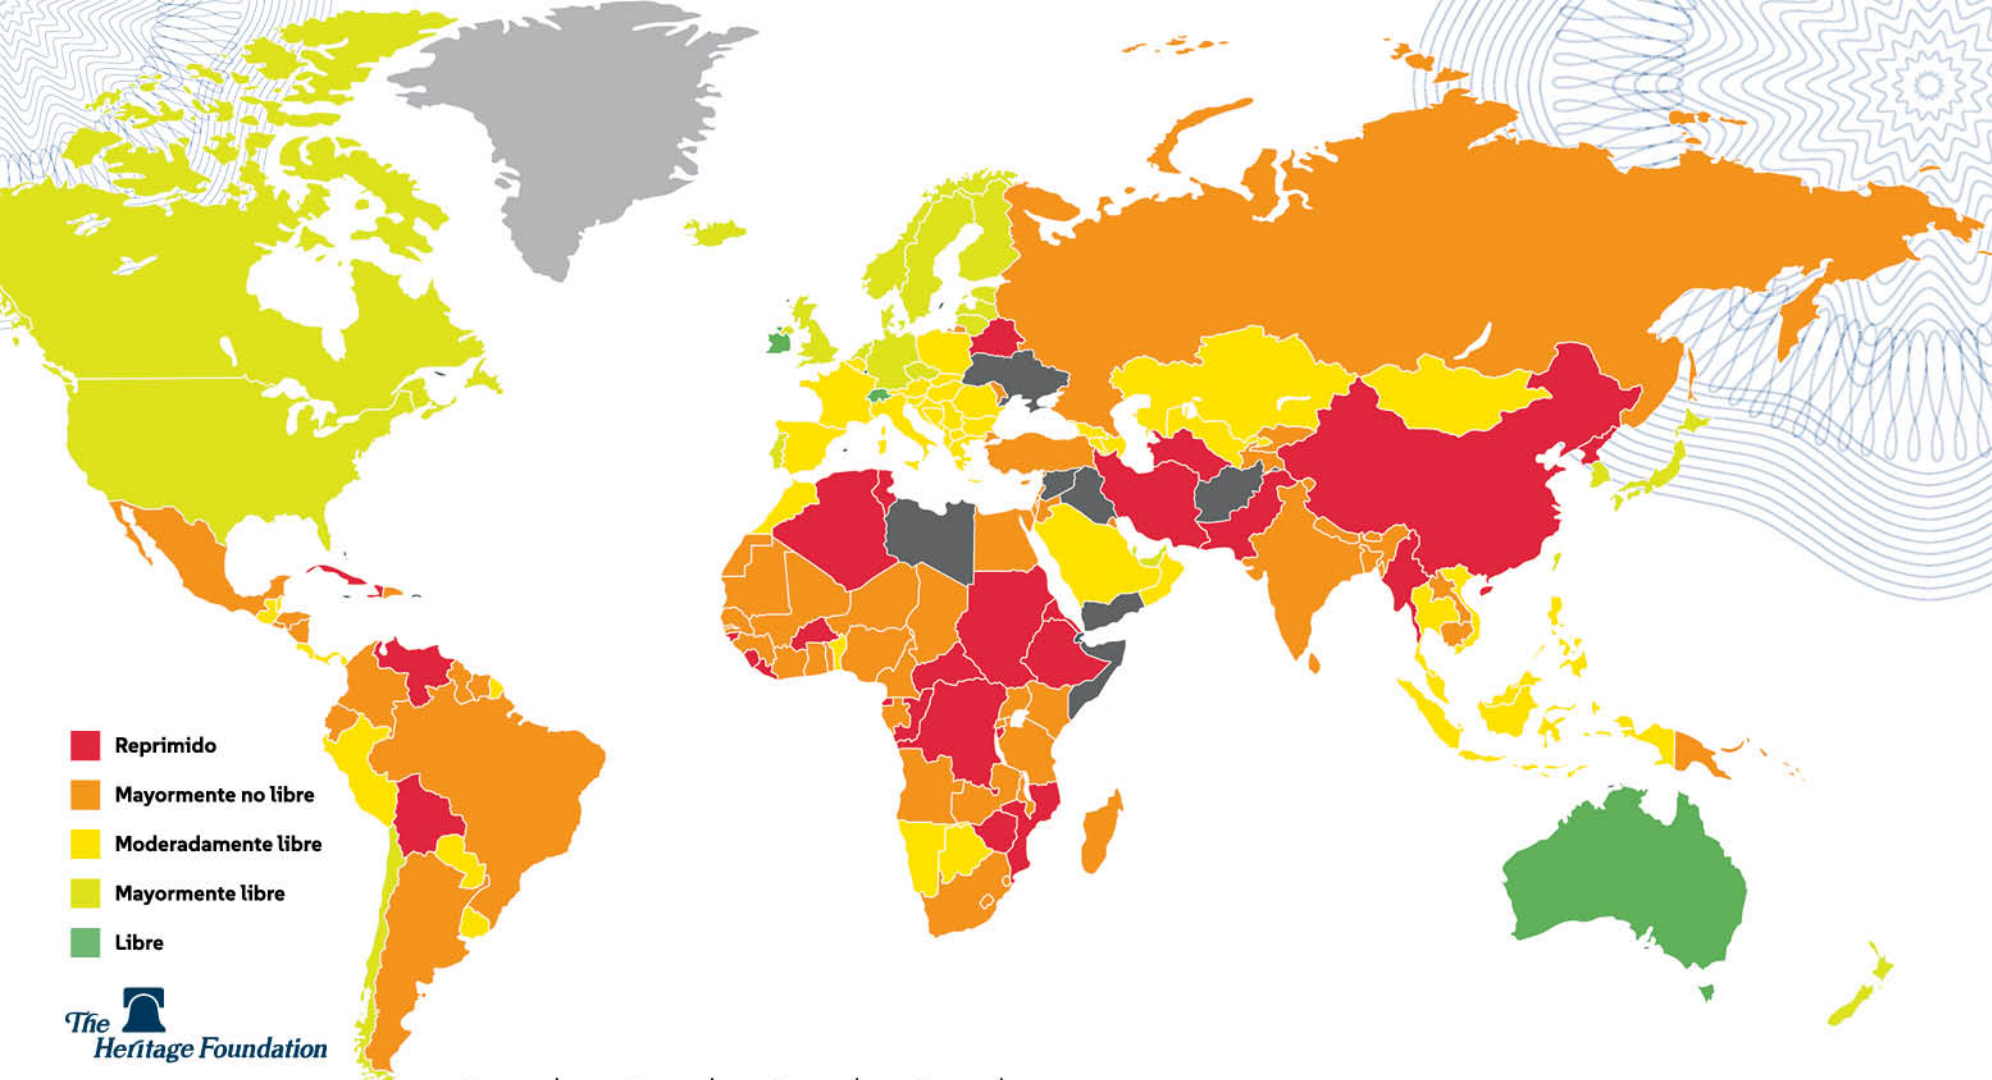 Reprimido
Mayormente no libre
Moderadamente libre
Mayormente libre
Libre
The
Heritage Foundation